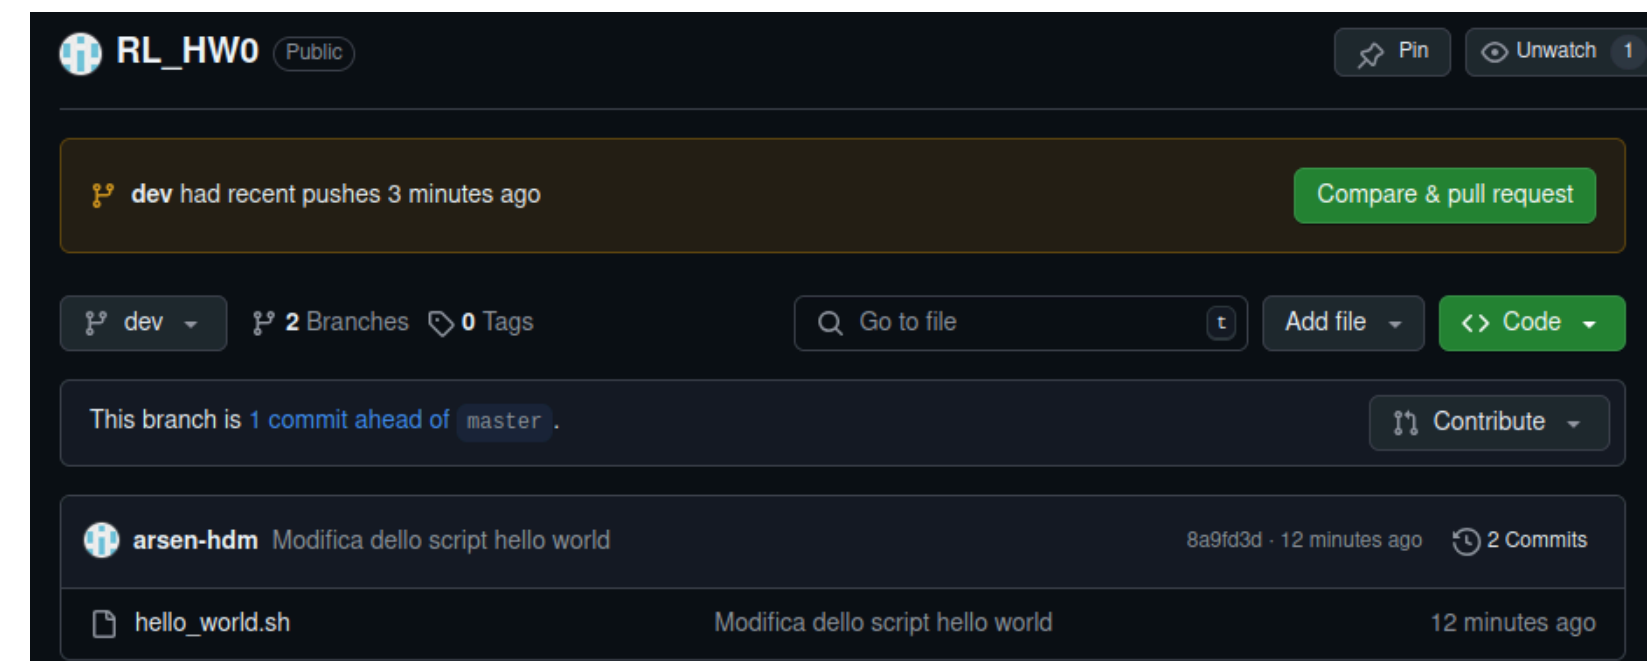 RL_HW0 Public Pin Unwatch 1
dev had recent pushes 3 minutes ago Compare & pull request
dev 2 Branches 0 Tags Go to file t Add file Code
This branch is 1 commit ahead of master .
Contribute
arsen-hdm Modifica dello script hello world 8a9fd3d · 12 minutes ago 2 Commits
hello_world.sh Modifica dello script hello world 12 minutes ago